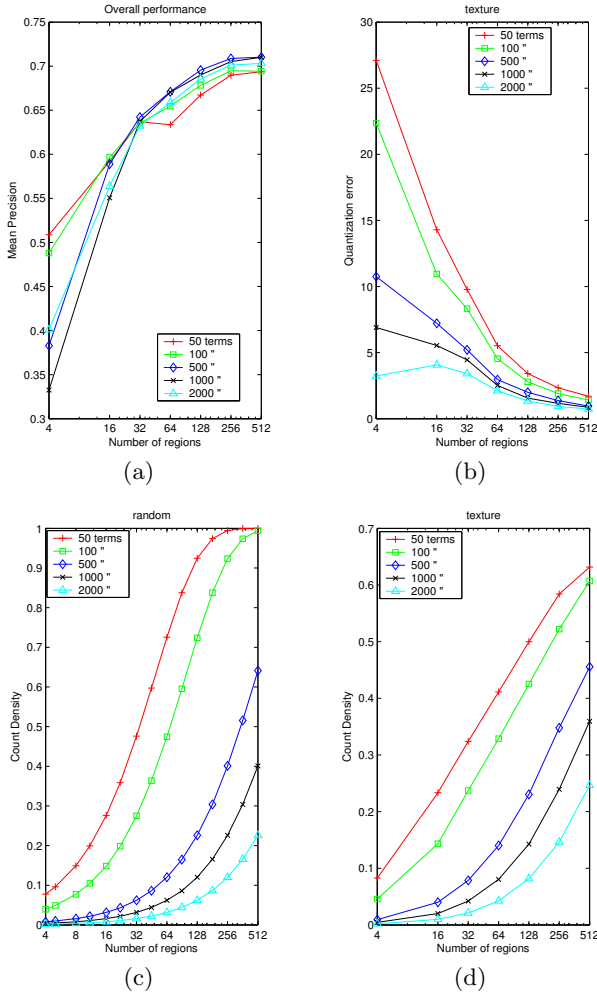 Overall performance
0.75
0.7
0.65
0.6
0.55
0.5
0.45
0.4
0.35
0.3
Mean Precision
50 terms
100 "
500 "
1000 "
2000 "
4 16 32 64 128 256 512
Number of regions
(a)
texture
30
25
20
15
10
5
0
Quantization error
50 terms
100 "
500 "
1000 "
2000 "
4 16 32 64 128 256 512
Number of regions
(b)
random
1
0.9
0.8
0.7
0.6
0.5
0.4
0.3
0.2
0.1
0
Count Density
50 terms
100 "
500 "
1000 "
2000 "
4 8 16 32 64 128 256 512
Number of regions
(c)
texture
0.7
0.6
0.5
0.4
0.3
0.2
0.1
0
Count Density
50 terms
100 "
500 "
1000 "
2000 "
4 16 32 64 128 256 512
Number of regions
(d)